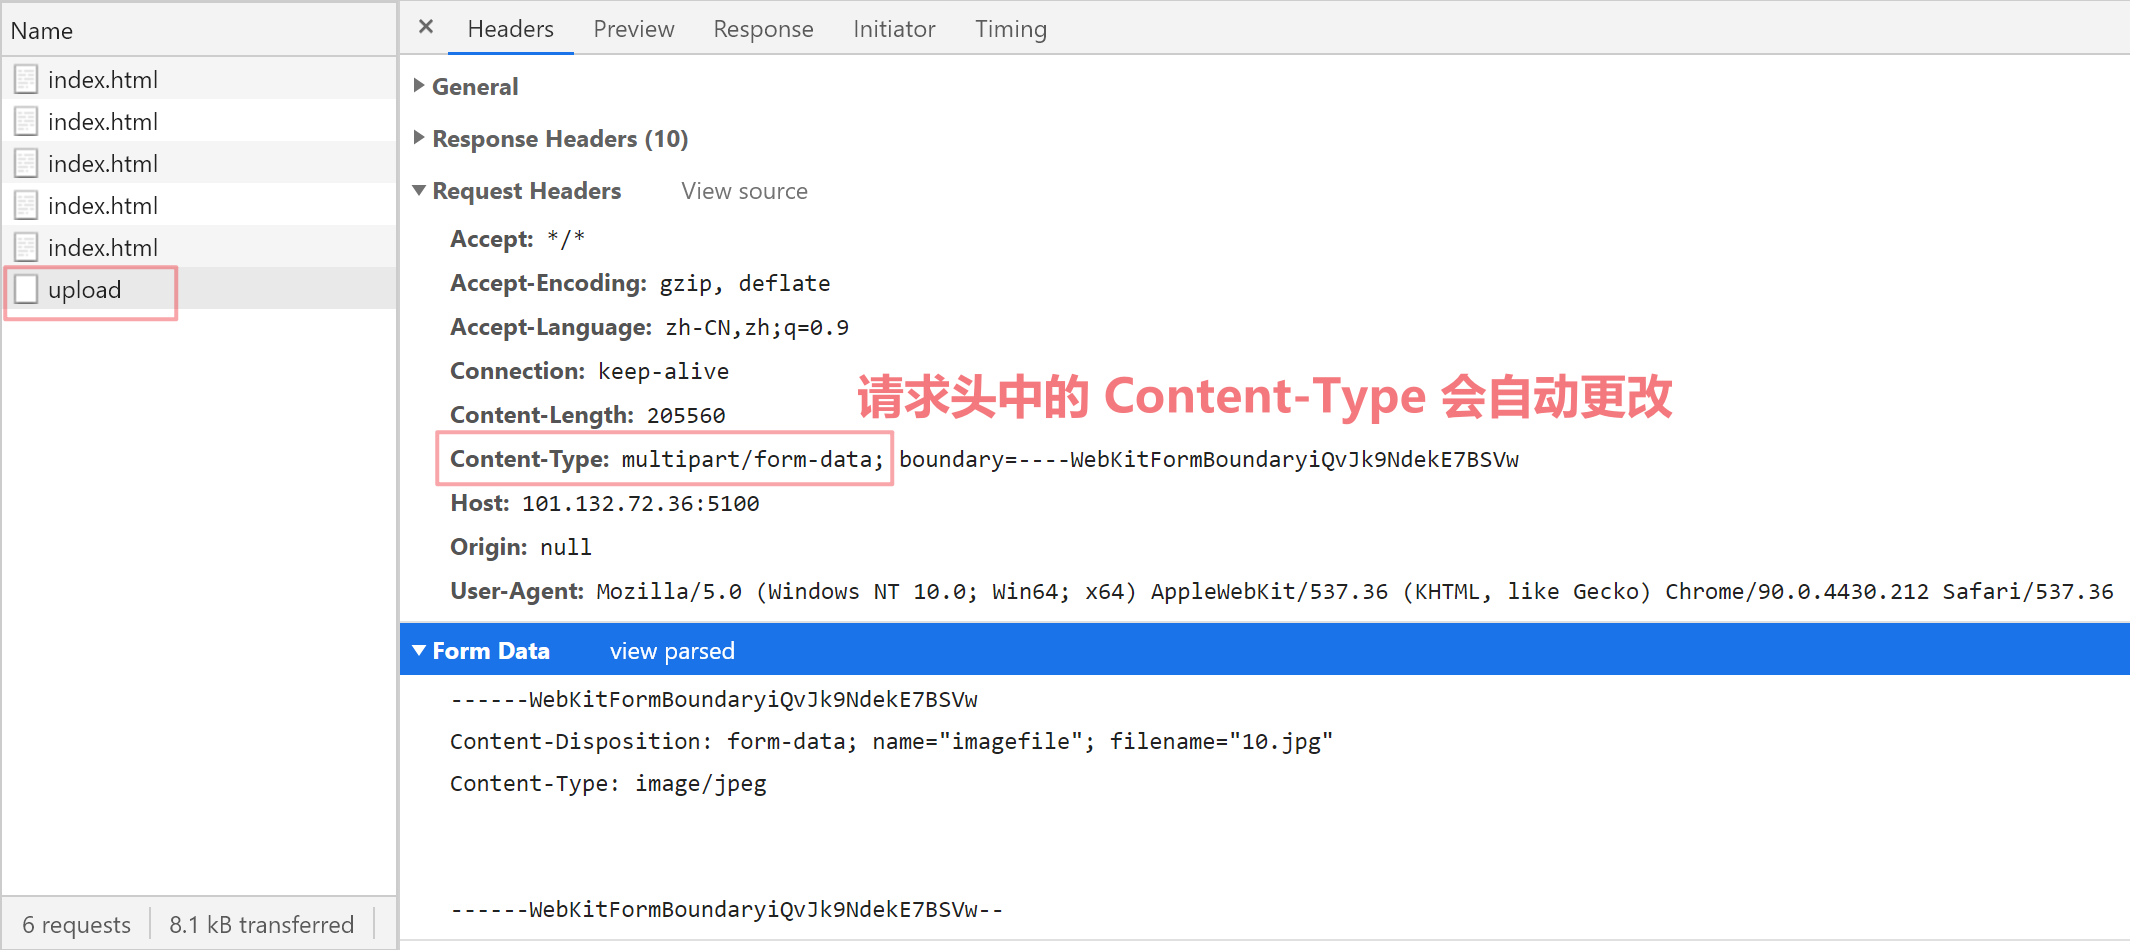 Name
index.html
index.html
index.html
index.html
index.html
upload
6 requests
8.1 kB transferred
Headers
Preview
Response
Initiator
Timing
General
Response Headers (10)
Request Headers View source
Accept: */*
Accept-Encoding: gzip, deflate
Accept-Language: zh-CN,zh;q=0.9
Connection: keep-alive
Content-Length: 205560
请求头中的 Content-Type 会自动更改
Content-Type: multipart/form-data; boundary=----WebKitFormBoundaryiQvJk9NdekE7BSVw
Host: 101.132.72.36:5100
Origin: null
User-Agent: Mozilla/5.0 (Windows NT 10.0; Win64; x64) AppleWebKit/537.36 (KHTML, like Gecko) Chrome/90.0.4430.212 Safari/537.36
Form Data view parsed
------WebKitFormBoundaryiQvJk9NdekE7BSVw
Content-Disposition: form-data; name="imagefile"; filename="10.jpg"
Content-Type: image/jpeg
------WebKitFormBoundaryiQvJk9NdekE7BSVw--